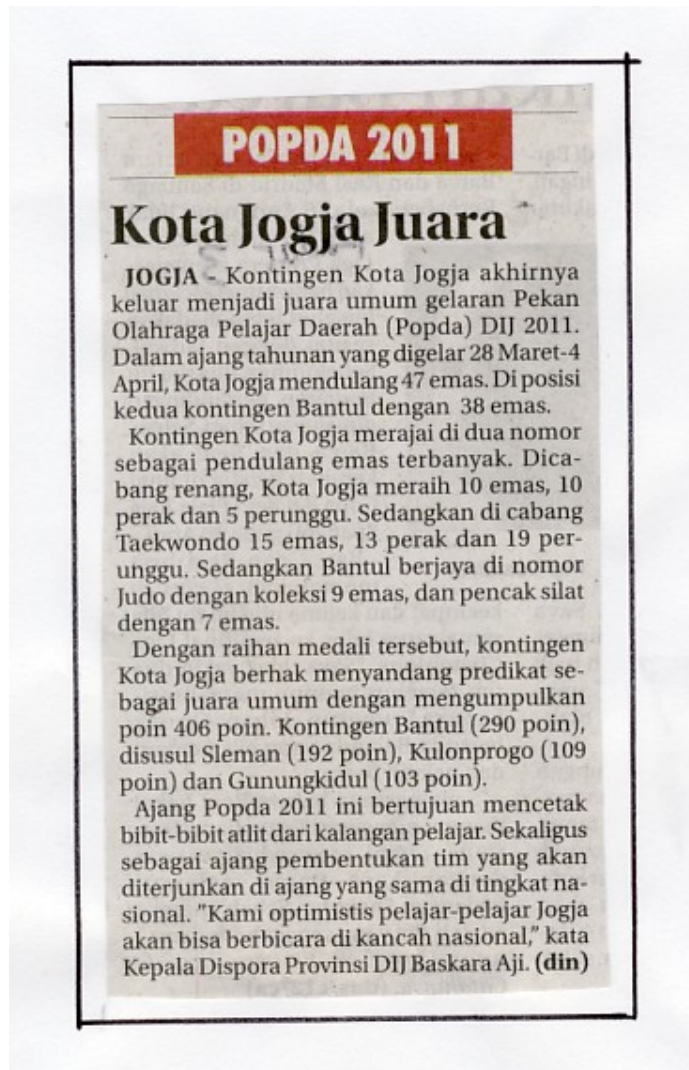 POPDA 2011
Kota Jogja Juara
JOGJA - Kontingen Kota Jogja akhirnya
keluar menjadi juara umum gelaran Pekan
Olahraga Pelajar Daerah (Popda) DIJ 2011.
Dalam ajang tahunan yang digelar 28 Maret-4
April, Kota Jogja mendulang 47 emas. Di posisi
kedua kontingen Bantul dengan 38 emas.
Kontingen Kota Jogja merajai di dua nomor
sebagai pendulang emas terbanyak. Dica-
bang renang, Kota Jogja meraih 10 emas, 10
perak dan 5 perunggu. Sedangkan di cabang
Taekwondo 15 emas, 13 perak dan 19 per-
unggu. Sedangkan Bantul berjaya di nomor
Judo dengan koleksi 9 emas, dan pencak silat
dengan 7 emas.
Dengan raihan medali tersebut, kontingen
Kota Jogja berhak menyandang predikat se-
bagai juara umum dengan mengumpulkan
poin 406 poin. Kontingen Bantul (290 poin),
disusul Sleman (192 poin), Kulonprogo (109
poin) dan Gunungkidul (103 poin).
Ajang Popda 2011 ini bertujuan mencetak
bibit-bibit atlit dari kalangan pelajar. Sekaligus
sebagai ajang pembentukan tim yang akan
diterjunkan di ajang yang sama di tingkat na-
sional. "Kami optimistis pelajar-pelajar Jogja
akan bisa berbicara di kancah nasional," kata
Kepala Dispora Provinsi DIJ Baskara Aji. (din)